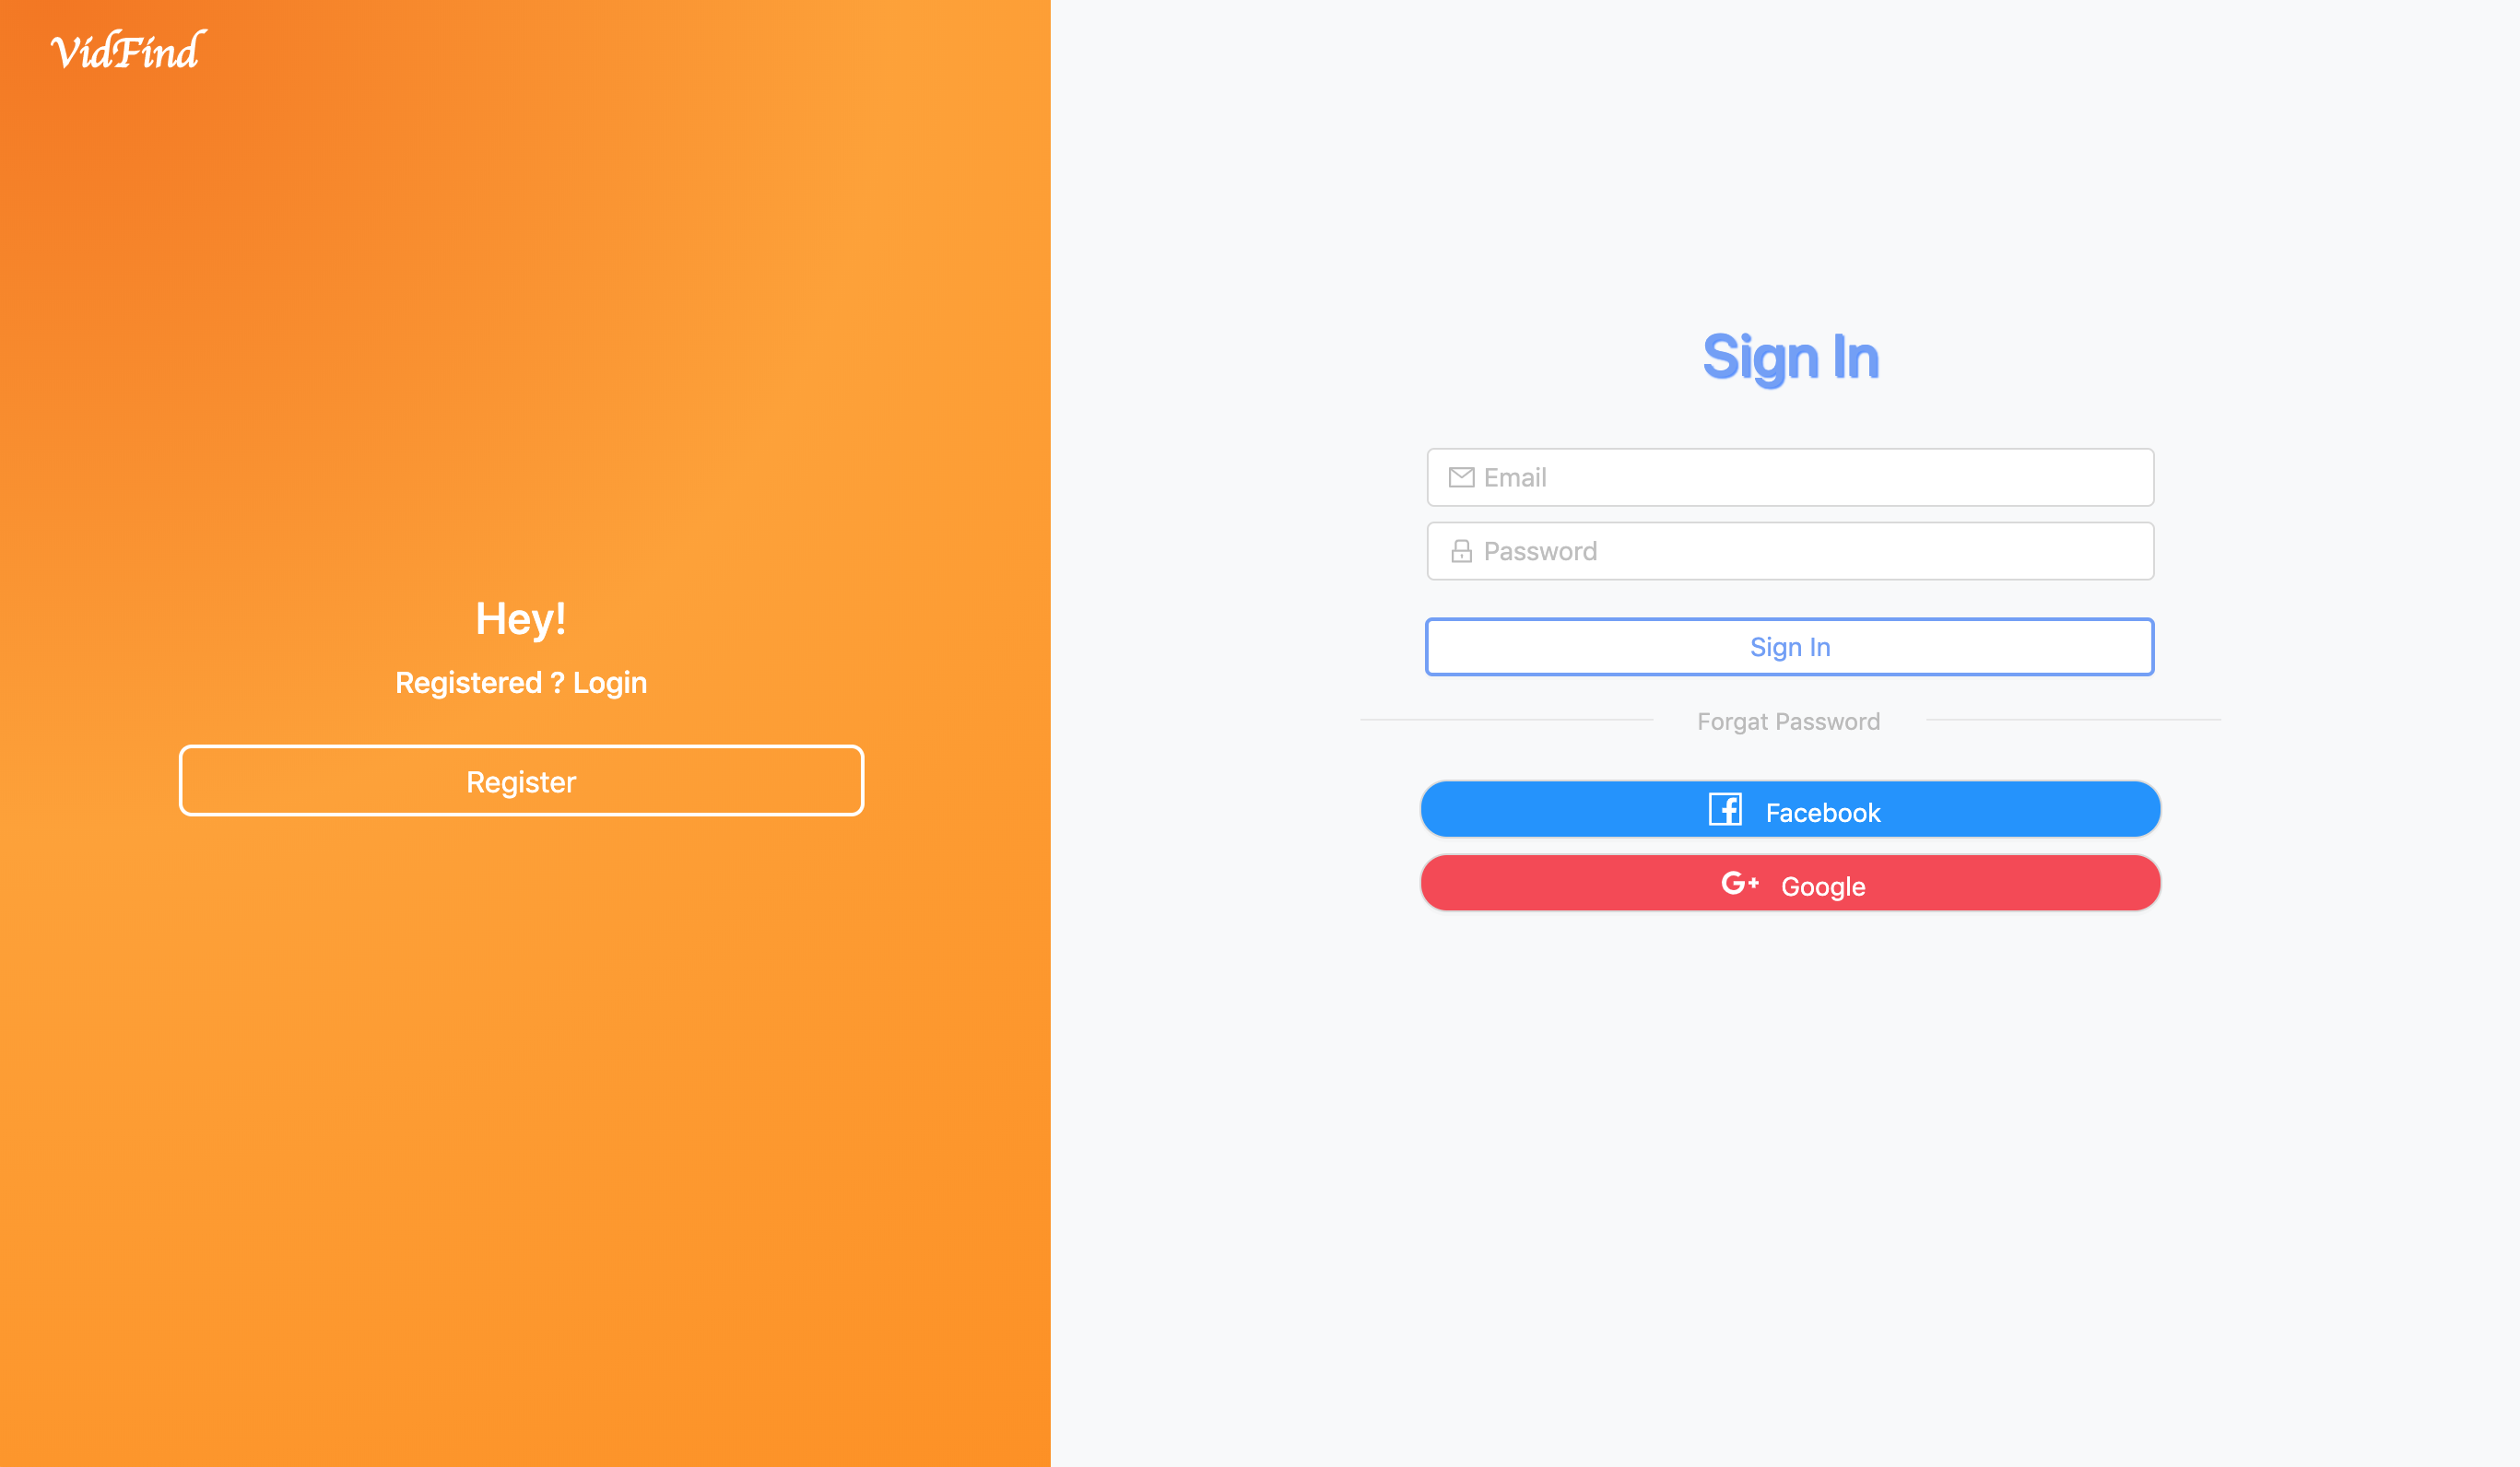 VidFind
Hey!
Registered ? Login
Register
Sign In
Email
Password
Sign In
Forgat Password
Facebook
G+ Google